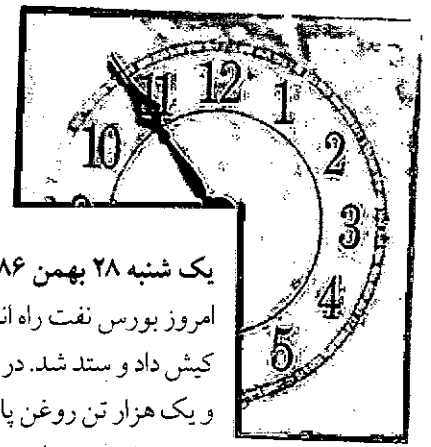 12
11
1
10
2
3
4
5
یک شنبه ۲۸ بهمن ۸۶
امروز بورس نفت راه
کیش داد و ستد شد. در
و یک هزار تن روغن